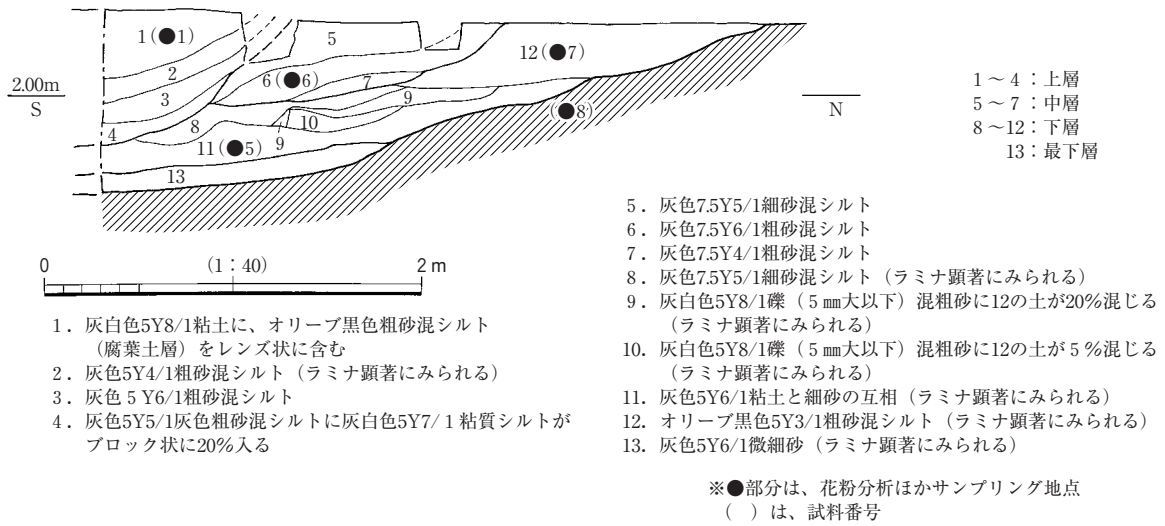 1(●1)
2
3
4
5
6(●6)
7
8
9
10
9
11(●5)
12(●7)
13
(●8)
2.00m
S
N
1～4：上層
5～7：中層
8～12：下層
13：最下層
0 (1：40) 2m
1．灰白色5Y8/1粘土に、オリーブ黒色粗砂混シルト
（腐葉土層）をレンズ状に含む
2．灰色5Y4/1粗砂混シルト（ラミナ顕著にみられる）
3．灰色５Y6/1粗砂混シルト
4．灰色5Y5/1灰色粗砂混シルトに灰白色5Y7/１粘質シルトが
ブロック状に20%入る
5．灰色7.5Y5/1細砂混シルト
6．灰色7.5Y6/1粗砂混シルト
7．灰色7.5Y4/1粗砂混シルト
8．灰色7.5Y5/1細砂混シルト（ラミナ顕著にみられる）
9．灰白色5Y8/1礫（５㎜大以下）混粗砂に12の土が20%混じる
（ラミナ顕著にみられる）
10．灰白色5Y8/1礫（５㎜大以下）混粗砂に12の土が５%混じる
（ラミナ顕著にみられる）
11．灰色5Y6/1粘土と細砂の互相（ラミナ顕著にみられる）
12．オリーブ黒色5Y3/1粗砂混シルト（ラミナ顕著にみられる）
13．灰色5Y6/1微細砂（ラミナ顕著にみられる）
※●部分は、花粉分析ほかサンプリング地点
（　）は、試料番号